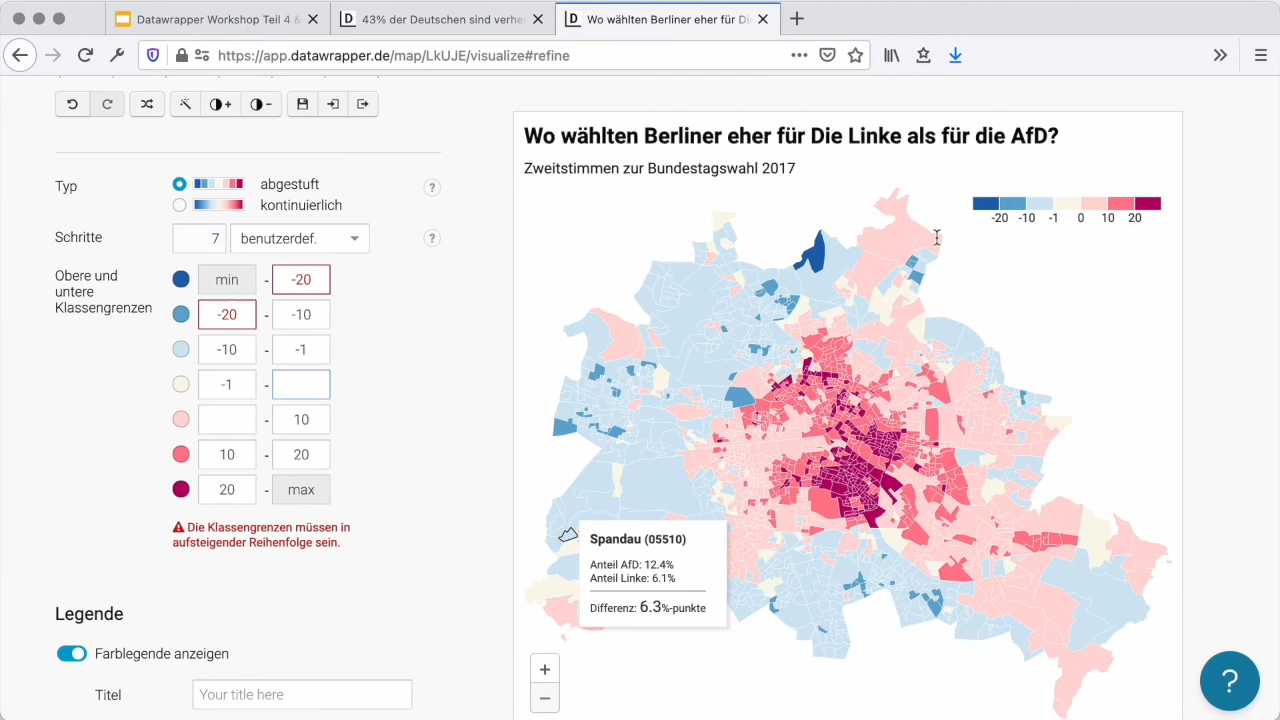 Datawrapper Workshop Teil 4 &
43% der Deutschen sind verhei
Wo wählten Berliner eher für Di
https://app.datawrapper.de/map/LkUJE/visualize#refine
Typ
abgestuft
?
kontinuierlich
Schritte
7
benutzerdef.
?
Obere und
untere
Klassengrenzen
min - -20
-20 - -10
-10 - -1
-1 -
- 10
10 - 20
20 - max
Die Klassengrenzen müssen in
aufsteigender Reihenfolge sein.
Legende
Farblegende anzeigen
Titel
Your title here
Wo wählten Berliner eher für Die Linke als für die AfD?
Zweitstimmen zur Bundestagswahl 2017
-20 -10 -1 0 10 20
Spandau (05510)
Anteil AfD: 12.4%
Anteil Linke: 6.1%
Differenz: 6.3%-punkte
+
−
?